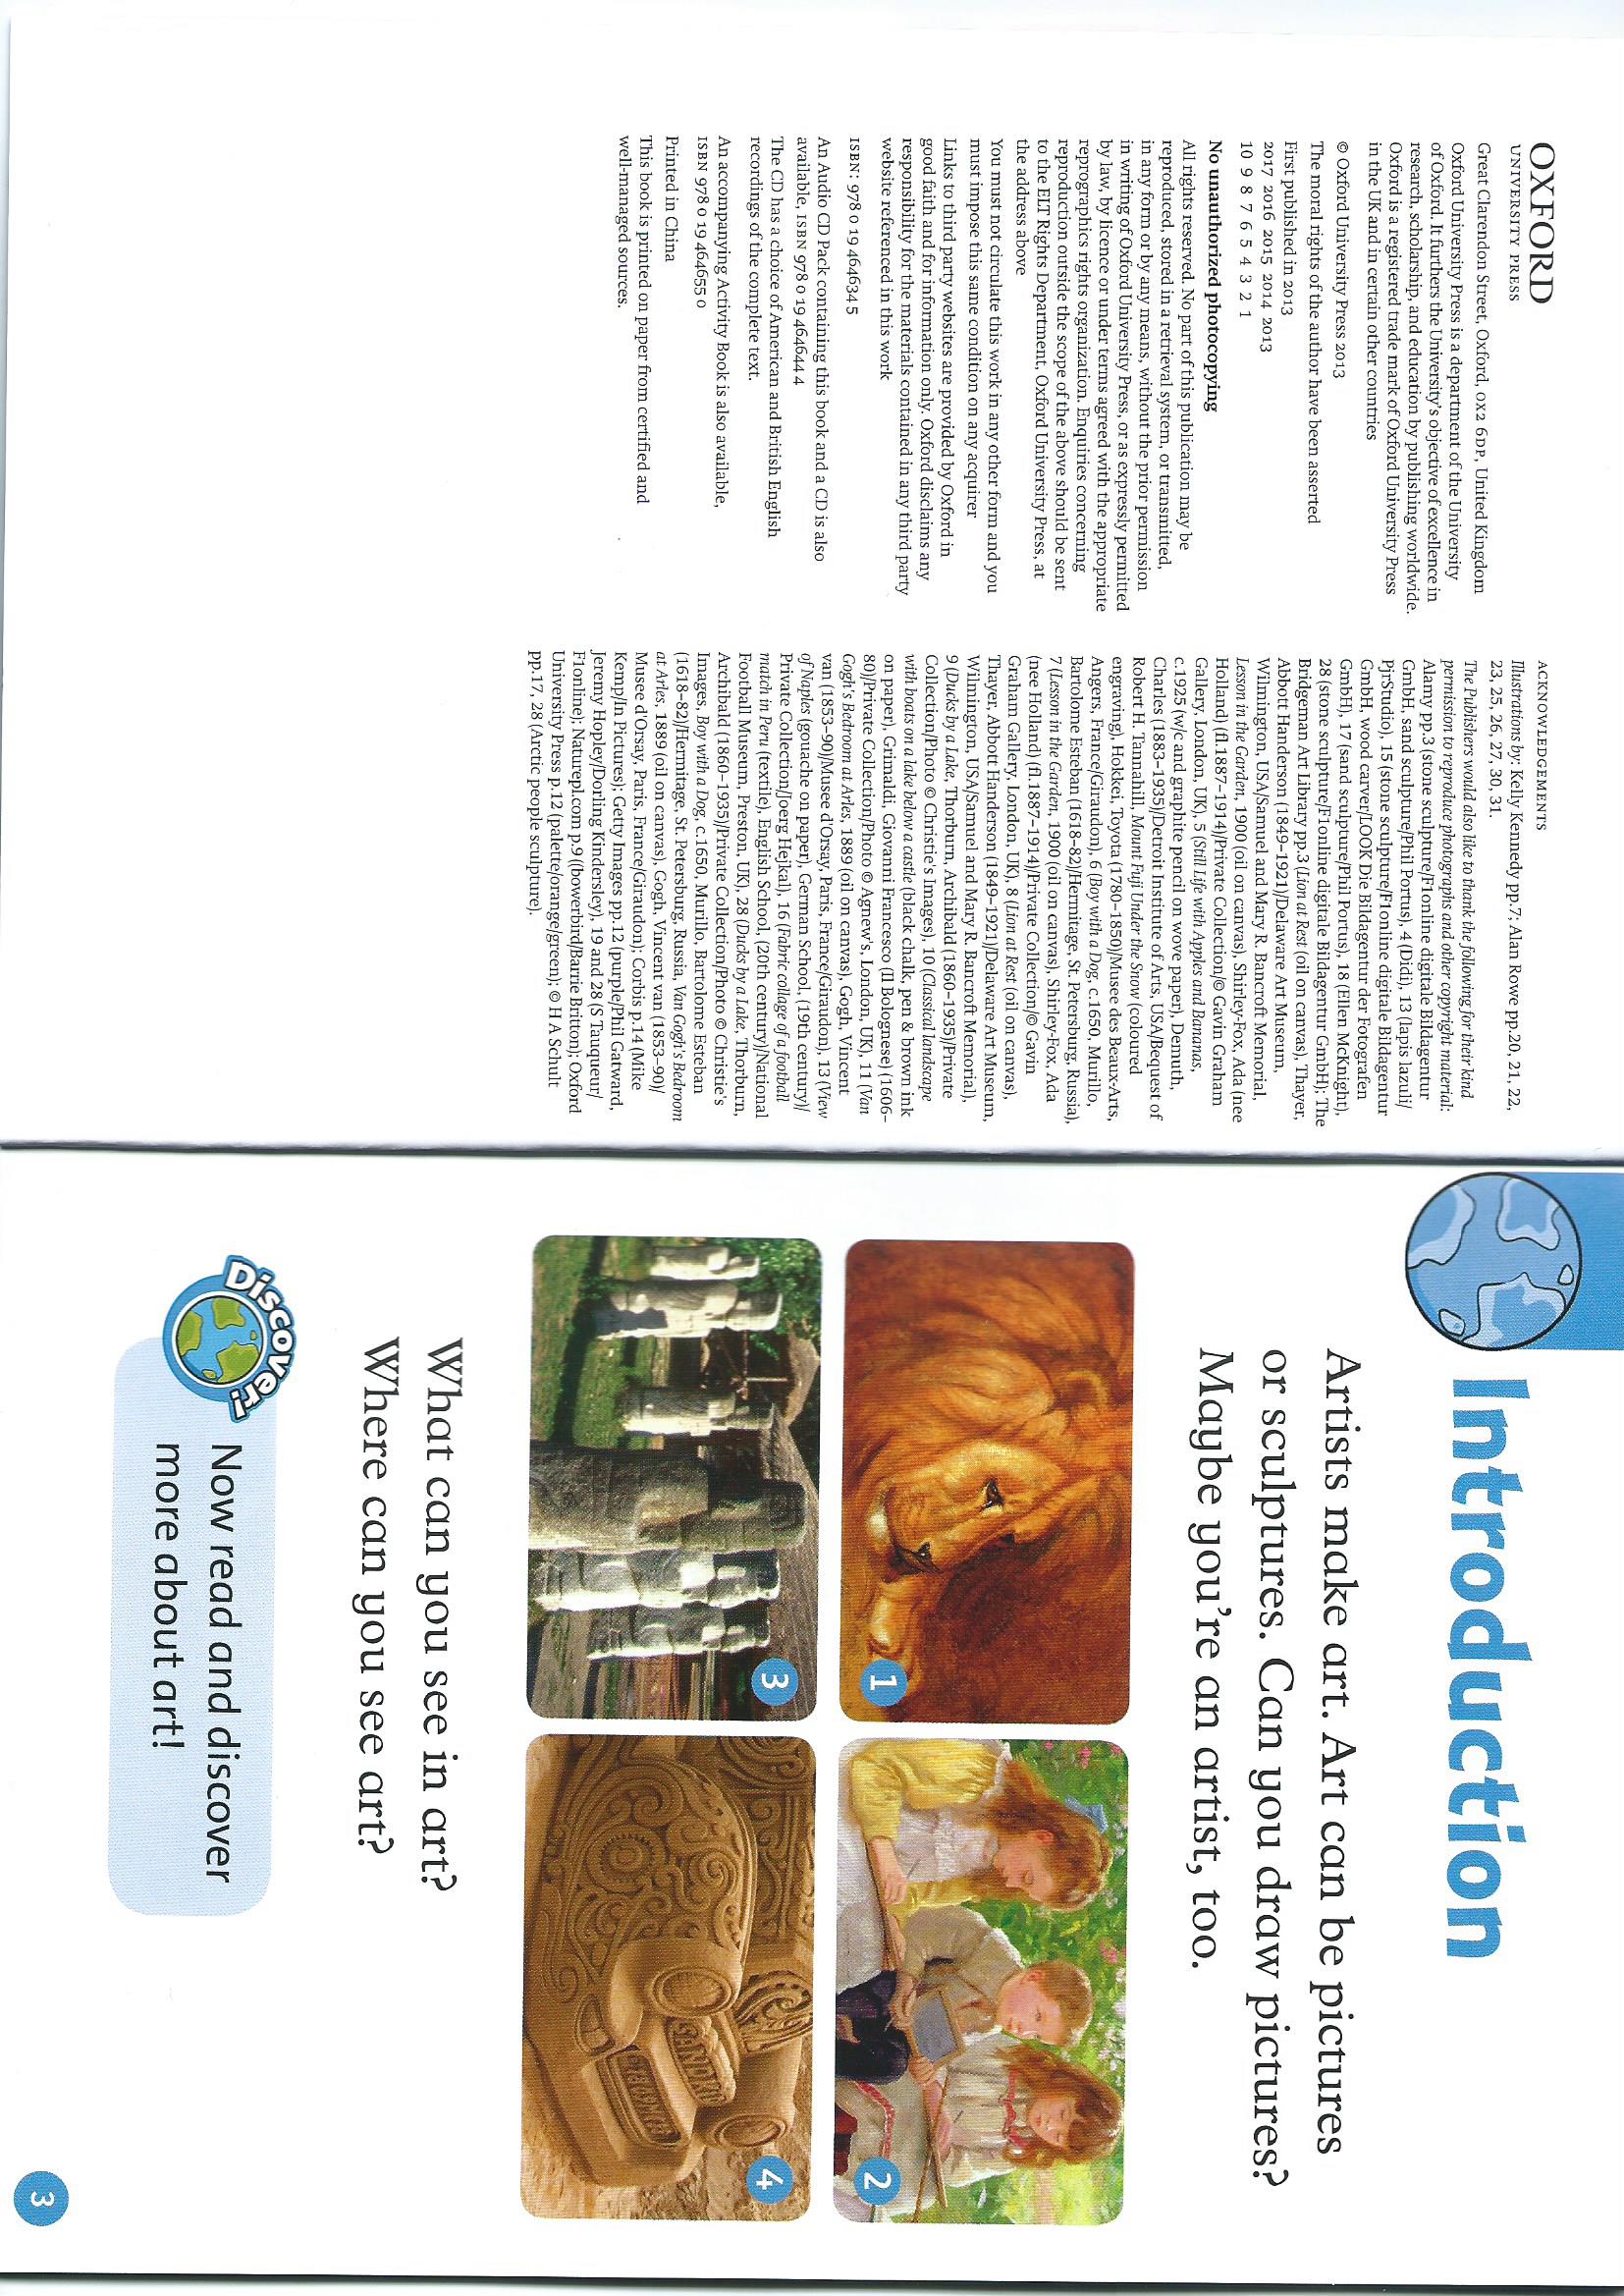 OXFORD
UNIVERSITY PRESS
Great Clarendon Street, Oxford, OX2 6DP, United Kingdom
Oxford University Press is a department of the University
of Oxford. It furthers the University's objective of excellence in
research, scholarship, and education by publishing worldwide.
Oxford is a registered trade mark of Oxford University Press
in the UK and in certain other countries
© Oxford University Press 2013
The moral rights of the author have been asserted
First published in 2013
2017 2016 2015 2014 2013
10 9 8 7 6 5 4 3 2 1
No unauthorized photocopying
All rights reserved. No part of this publication may be
reproduced, stored in a retrieval system, or transmitted,
in any form or by any means, without the prior permission
in writing of Oxford University Press, or as expressly permitted
by law, by licence or under terms agreed with the appropriate
reprographics rights organization. Enquiries concerning
reproduction outside the scope of the above should be sent
to the ELT Rights Department, Oxford University Press, at
the address above
You must not circulate this work in any other form and you
must impose this same condition on any acquirer
Links to third party websites are provided by Oxford in
good faith and for information only. Oxford disclaims any
responsibility for the materials contained in any third party
website referenced in this work
ISBN: 978 0 19 464634 5
An Audio CD Pack containing this book and a CD is also
available, ISBN 978 0 19 464644 4
The CD has a choice of American and British English
recordings of the complete text.
An accompanying Activity Book is also available,
ISBN 978 0 19 464655 0
Printed in China
This book is printed on paper from certified and
well-managed sources.
ACKNOWLEDGEMENTS
Illustrations by: Kelly Kennedy pp.7; Alan Rowe pp.20, 21, 22,
23, 25, 26, 27, 30, 31.
The Publishers would also like to thank the following for their kind
permission to reproduce photographs and other copyright material:
Alamy pp.3 (stone sculpture/F1online digitale Bildagentur
GmbH, sand sculpture/Phil Portus), 4 (Didi), 13 (lapis lazuli/
PjrStudio), 15 (stone sculpture/F1online digitale Bildagentur
GmbH, wood carver/LOOK Die Bildagentur der Fotografen
GmbH), 17 (sand sculpture/Phil Portus), 18 (Ellen McKnight),
28 (stone sculpture/F1online digitale Bildagentur GmbH); The
Bridgeman Art Library pp.3 (Lion at Rest (oil on canvas), Thayer,
Abbott Handerson (1849-1921)/Delaware Art Museum,
Wilmington, USA/Samuel and Mary R. Bancroft Memorial,
Lesson in the Garden, 1900 (oil on canvas), Shirley-Fox, Ada (nee
Holland) (fl.1887-1914)/Private Collection/© Gavin Graham
Gallery, London, UK), 5 (Still Life with Apples and Bananas,
c.1925 (w/c and graphite pencil on wove paper), Demuth,
Charles (1883-1935)/Detroit Institute of Arts, USA/Bequest of
Robert H. Tannahill, Mount Fuji Under the Snow (coloured
engraving), Hokkei, Toyota (1780-1850)/Musee des Beaux-Arts,
Angers, France/Giraudon), 6 (Boy with a Dog, c.1650, Murillo,
Bartolome Esteban (1618-82)/Hermitage, St. Petersburg, Russia),
7 (Lesson in the Garden, 1900 (oil on canvas), Shirley-Fox, Ada
(nee Holland) (fl. 1887-1914)/Private Collection/© Gavin
Graham Gallery, London, UK), 8 (Lion at Rest (oil on canvas),
Thayer, Abbott Handerson (1849-1921)/Delaware Art Museum,
Wilmington, USA/Samuel and Mary R. Bancroft Memorial),
9 (Ducks by a Lake, Thorburn, Archibald (1860-1935)/Private
Collection/Photo © Christie's Images), 10 (Classical landscape
with boats on a lake below a castle (black chalk, pen & brown ink
on paper), Grimaldi, Giovanni Francesco (Il Bolognese) (1606-
80)/Private Collection/Photo © Agnew's, London, UK), 11 (Van
Gogh's Bedroom at Arles, 1889 (oil on canvas), Gogh, Vincent
van (1853-90)/Musee d'Orsay, Paris, France/Giraudon), 13 (View
of Naples (gouache on paper), German School, (19th century)/
Private Collection/Joerg Hejkal), 16 (Fabric collage of a football
match in Peru (textile), English School, (20th century)/National
Football Museum, Preston, UK), 28 (Ducks by a Lake, Thorburn,
Archibald (1860-1935)/Private Collection/Photo © Christie's
Images, Boy with a Dog, c.1650, Murillo, Bartolome Esteban
(1618-82)/Hermitage, St. Petersburg, Russia, Van Gogh's Bedroom
at Arles, 1889 (oil on canvas), Gogh, Vincent van (1853-90)/
Musee d'Orsay, Paris, France/Giraudon); Corbis p.14 (Mike
Kemp/In Pictures); Getty Images pp.12 (purple/Phil Gatward,
Jeremy Hopley/Dorling Kindersley), 19 and 28 (S Tauqueur/
F1online); Naturepl.com p.9 ((bowerbird/Barrie Britton); Oxford
University Press p.12 (palette/orange/green); © H A Schult
pp.17, 28 (Arctic people sculpture).
Introduction
Artists make art. Art can be pictures
or sculptures. Can you draw pictures?
Maybe you're an artist, too.
1
2
3
4
What can you see in art?
Where can you see art?
Discover!
Now read and discover
more about art!
3